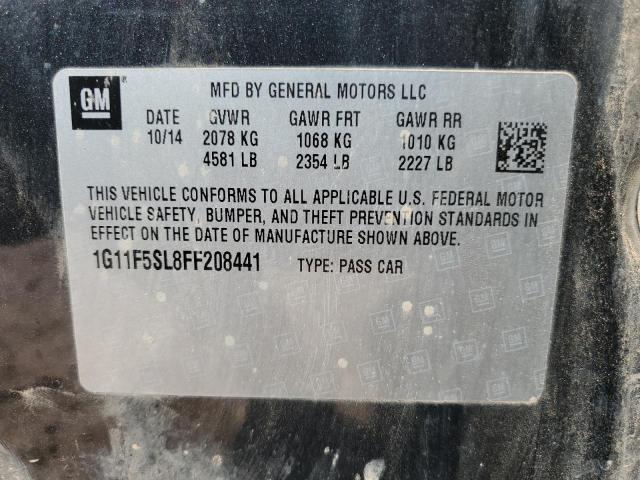 GM
MFD BY GENERAL MOTORS LLC
DATE GVWR GAWR FRT GAWR RR
10/14 2078 KG 1068 KG 1010 KG
4581 LB 2354 LB 2227 LB
THIS VEHICLE CONFORMS TO ALL APPLICABLE U.S. FEDERAL MOTOR
VEHICLE SAFETY, BUMPER, AND THEFT PREVENTION STANDARDS IN
EFFECT ON THE DATE OF MANUFACTURE SHOWN ABOVE.
1G11F5SL8FF208441 TYPE: PASS CAR